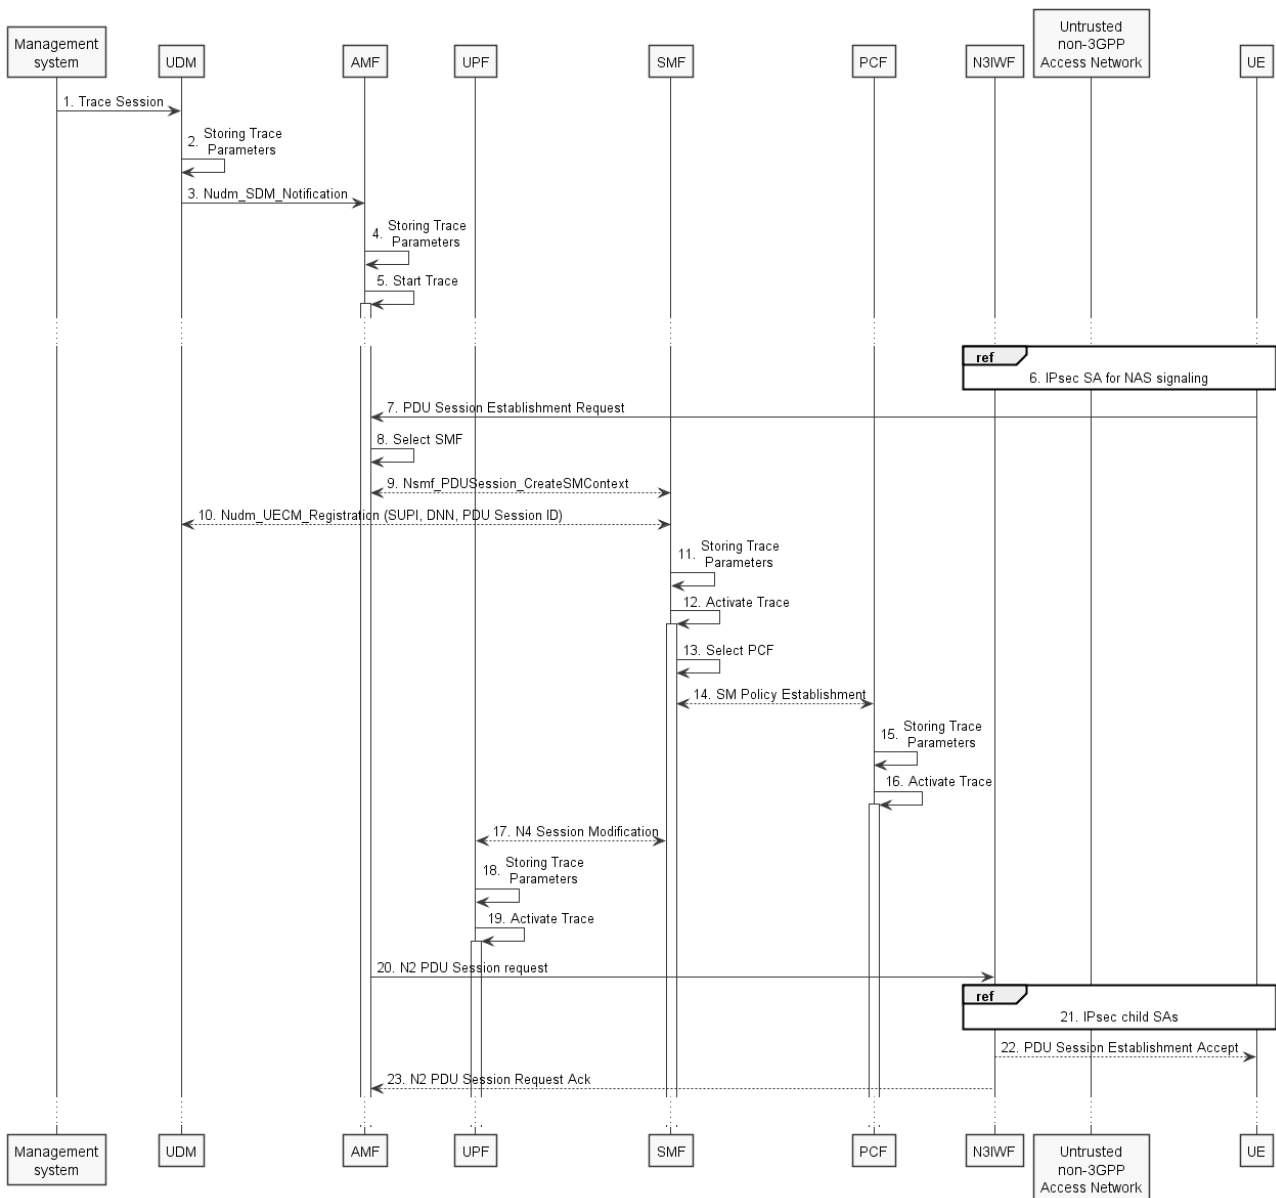 Management
system
UDM
AMF
UPF
SMF
PCF
N3IWF
Untrusted
non-3GPP
Access Network
UE
1. Trace Session
2. Storing Trace
Parameters
3. Nudm_SDM_Notification
4. Storing Trace
Parameters
5. Start Trace
ref
6. IPsec SA for NAS signaling
7. PDU Session Establishment Request
8. Select SMF
9. Nsmf_PDUSession_CreateSMContext
10. Nudm_UECM_Registration (SUPI, DNN, PDU Session ID)
11. Storing Trace
Parameters
12. Activate Trace
13. Select PCF
14. SM Policy Establishment
15. Storing Trace
Parameters
16. Activate Trace
17. N4 Session Modification
18. Storing Trace
Parameters
19. Activate Trace
20. N2 PDU Session request
ref
21. IPsec child SAs
22. PDU Session Establishment Accept
23. N2 PDU Session Request Ack
Management
system
UDM
AMF
UPF
SMF
PCF
N3IWF
Untrusted
non-3GPP
Access Network
UE